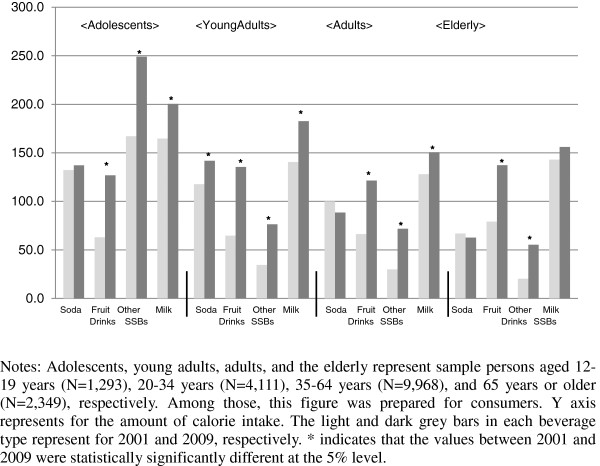 300.0
<Adolescents> <YoungAdults> <Adults> <Elderly>
250.0
200.0
150.0
100.0
50.0
0.0
* * * * * * * * * * * *
Soda Fruit Drinks Other SSBs Milk Soda Fruit Drinks Other SSBs Milk Soda Fruit Drinks Other SSBs Milk Soda Fruit Drinks Other SSBs Milk
Notes: Adolescents, young adults, adults, and the elderly represent sample persons aged 12-
19 years (N=1,293), 20-34 years (N=4,111), 35-64 years (N=9,968), and 65 years or older
(N=2,349), respectively. Among those, this figure was prepared for consumers. Y axis
represents for the amount of calorie intake. The light and dark grey bars in each beverage
type represent for 2001 and 2009, respectively. * indicates that the values between 2001 and
2009 were statistically significantly different at the 5% level.